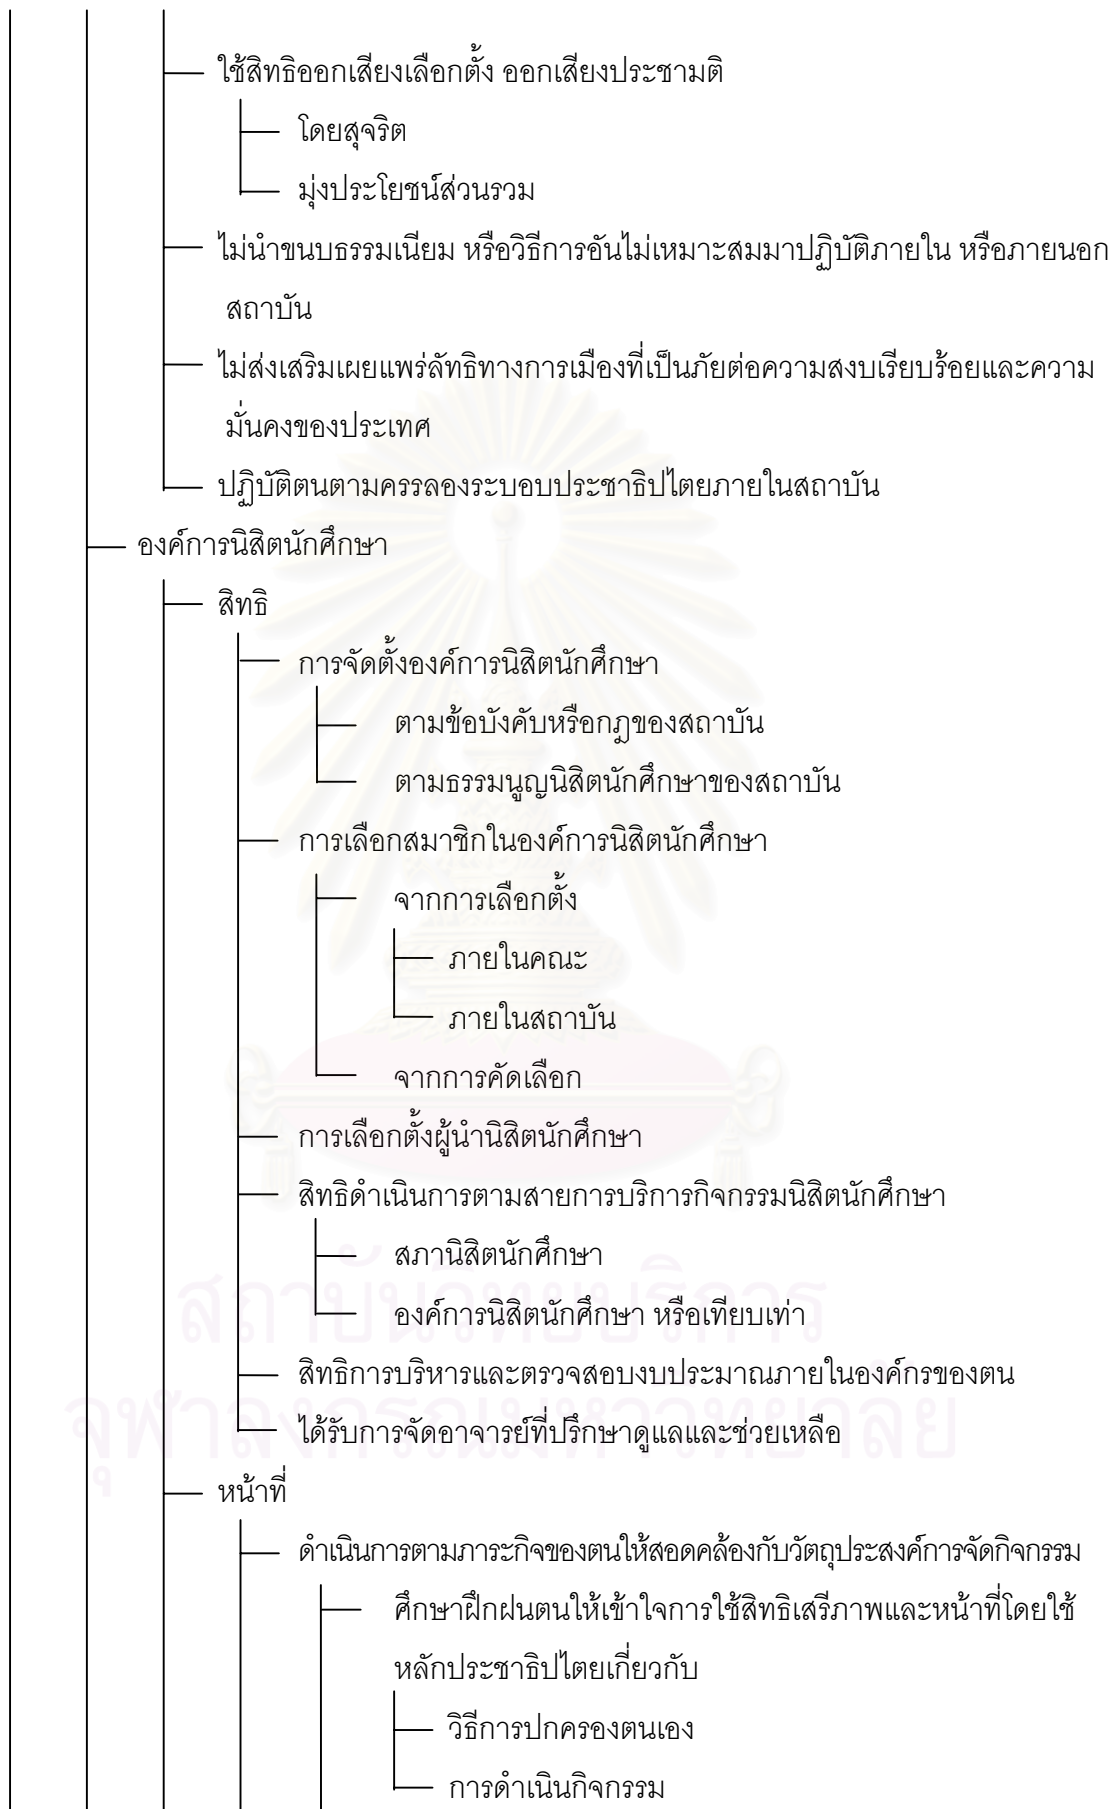 ใช้สิทธิออกเสียงเลือกตั้ง ออกเสียงประชามติ
โดยสุจริต
มุ่งประโยชน์ส่วนรวม
ไม่นำขนบธรรมเนียม หรือวิธีการอันไม่เหมาะสมมาปฏิบัติภายใน หรือภายนอก
สถาบัน
ไม่ส่งเสริมเผยแพร่ลัทธิทางการเมืองที่เป็นภัยต่อความสงบเรียบร้อยและความ
มั่นคงของประเทศ
ปฏิบัติตนตามครรลองระบอบประชาธิปไตยภายในสถาบัน
องค์การนิสิตนักศึกษา
สิทธิ
การจัดตั้งองค์การนิสิตนักศึกษา
ตามข้อบังคับหรือกฎของสถาบัน
ตามธรรมนูญนิสิตนักศึกษาของสถาบัน
การเลือกสมาชิกในองค์การนิสิตนักศึกษา
จากการเลือกตั้ง
ภายในคณะ
ภายในสถาบัน
จากการคัดเลือก
การเลือกตั้งผู้นำนิสิตนักศึกษา
สิทธิดำเนินการตามสายการบริการกิจกรรมนิสิตนักศึกษา
สภานิสิตนักศึกษา
องค์การนิสิตนักศึกษา หรือเทียบเท่า
สถาบันวิทยบริการ
สิทธิการบริหารและตรวจสอบงบประมาณภายในองค์กรของตน
จุฬาลงกรณ์มหาวิทยาลัย
ได้รับการจัดอาจารย์ที่ปรึกษาดูแลและช่วยเหลือ
หน้าที่
ดำเนินการตามภาระกิจของตนให้สอดคล้องกับวัตถุประสงค์การจัดกิจกรรม
ศึกษาฝึกฝนตนให้เข้าใจการใช้สิทธิเสรีภาพและหน้าที่โดยใช้
หลักประชาธิปไตยเกี่ยวกับ
วิธีการปกครองตนเอง
การดำเนินกิจกรรม